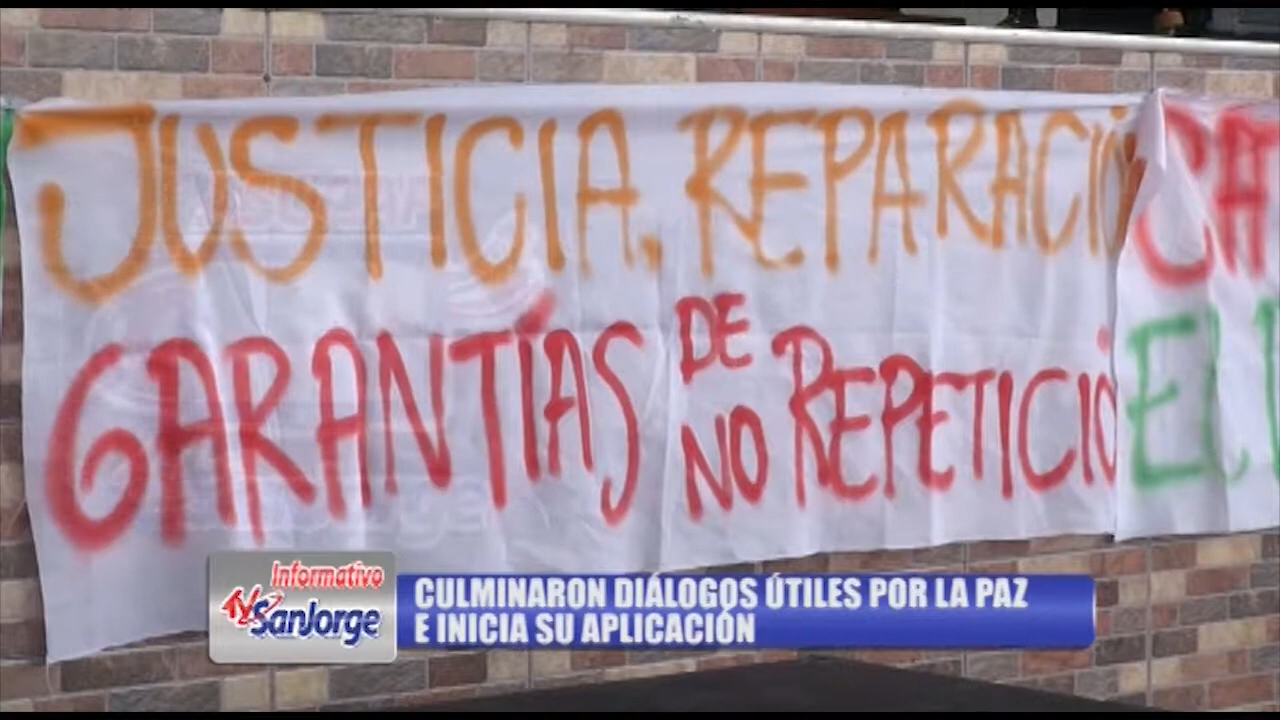 JUSTICIA, REPARACIÓ
GARANTÍAS DE NO REPETICIÓ
Informativo
TV SanJorge
CULMINARON DIÁLOGOS ÚTILES POR LA PAZ
E INICIA SU APLICACIÓN